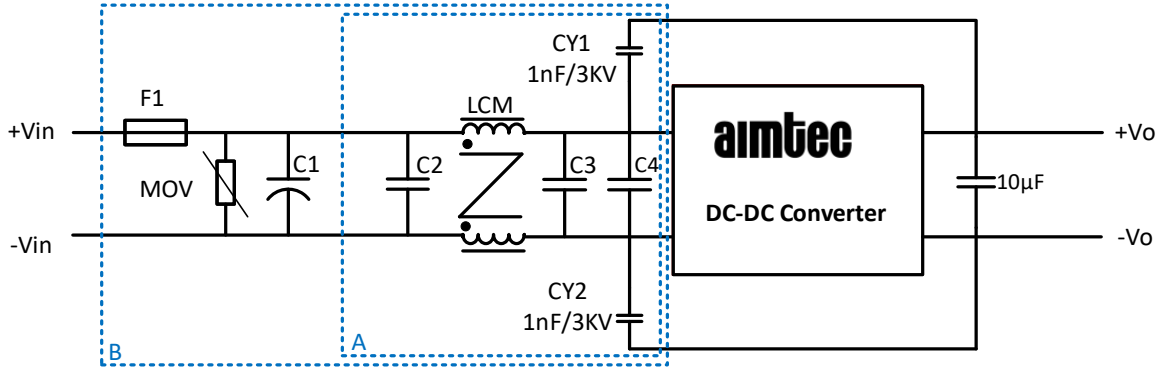 CY1
1nF/3KV
F1
LCM
+Vin
+Vo
aimtec
MOV
C1
C2
C3
C4
10µF
DC-DC Converter
-Vin
-Vo
CY2
1nF/3KV
B
A